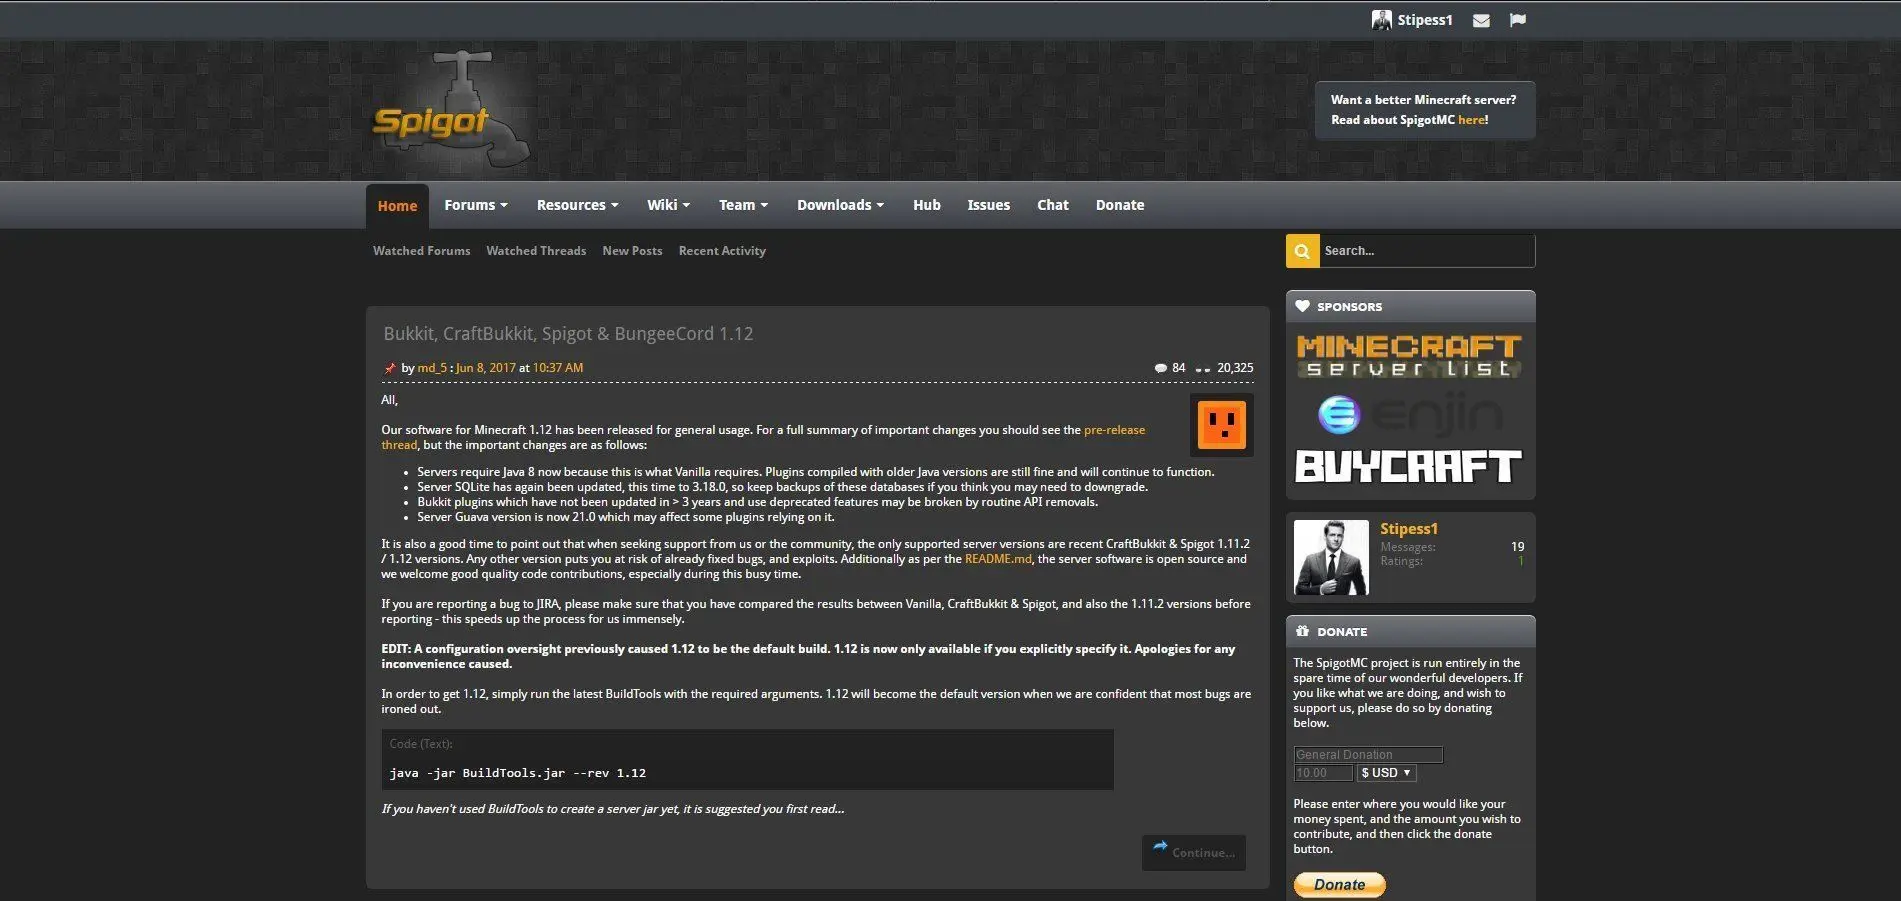 Stipess1
Spigot
Want a better Minecraft server?
Read about SpigotMC here!
Home Forums Resources Wiki Team Downloads Hub Issues Chat Donate
Watched Forums Watched Threads New Posts Recent Activity
Search...
Bukkit, CraftBukkit, Spigot & BungeeCord 1.12
by md_5 : Jun 8, 2017 at 10:37 AM
84 20,325
All,
Our software for Minecraft 1.12 has been released for general usage. For a full summary of important changes you should see the pre-release
thread, but the important changes are as follows:
• Servers require Java 8 now because this is what Vanilla requires. Plugins compiled with older Java versions are still fine and will continue to function.
• Server SQLite has again been updated, this time to 3.18.0, so keep backups of these databases if you think you may need to downgrade.
• Bukkit plugins which have not been updated in > 3 years and use deprecated features may be broken by routine API removals.
• Server Guava version is now 21.0 which may affect some plugins relying on it.
It is also a good time to point out that when seeking support from us or the community, the only supported server versions are recent CraftBukkit & Spigot 1.11.2
/ 1.12 versions. Any other version puts you at risk of already fixed bugs, and exploits. Additionally as per the README.md, the server software is open source and
we welcome good quality code contributions, especially during this busy time.
If you are reporting a bug to JIRA, please make sure that you have compared the results between Vanilla, CraftBukkit & Spigot, and also the 1.11.2 versions before
reporting - this speeds up the process for us immensely.
EDIT: A configuration oversight previously caused 1.12 to be the default build. 1.12 is now only available if you explicitly specify it. Apologies for any
inconvenience caused.
In order to get 1.12, simply run the latest BuildTools with the required arguments. 1.12 will become the default version when we are confident that most bugs are
ironed out.
Code (Text):
java -jar BuildTools.jar --rev 1.12
If you haven't used BuildTools to create a server jar yet, it is suggested you first read...
Continue...
SPONSORS
MINECRAFT
server list
enjin
BUYCRAFT
Stipess1
Messages: 19
Ratings: 1
DONATE
The SpigotMC project is run entirely in the
spare time of our wonderful developers. If
you like what we are doing, and wish to
support us, please do so by donating
below.
General Donation
10.00 $ USD
Please enter where you would like your
money spent, and the amount you wish to
contribute, and then click the donate
button.
Donate